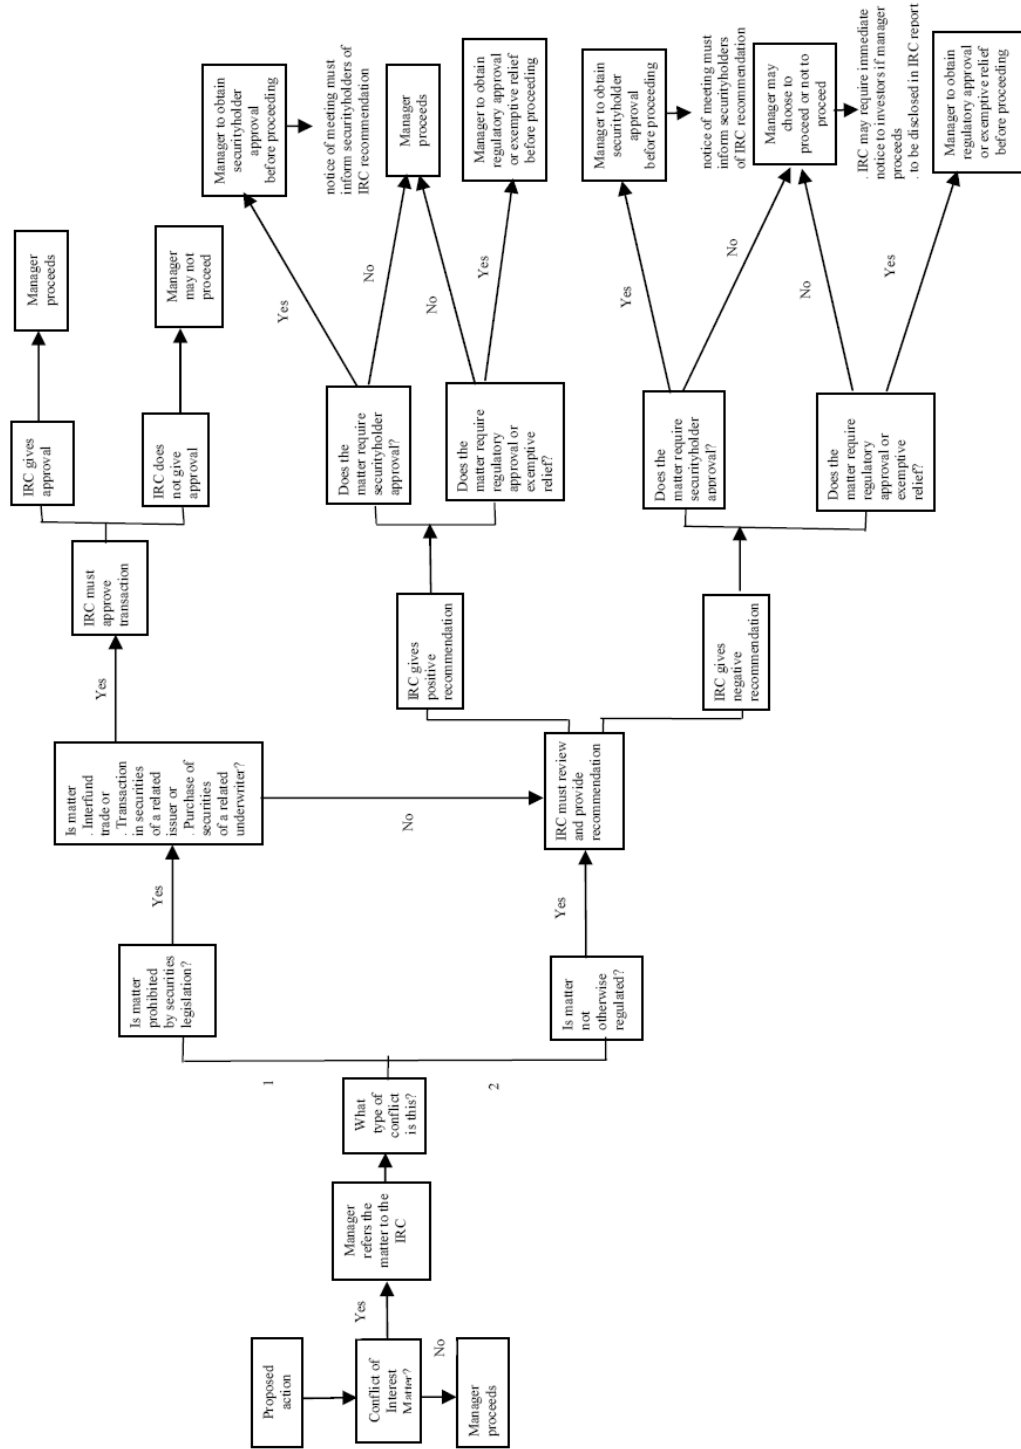 Proposed
action
Conflict of
Interest
Matter?
No
Manager
proceeds
Yes
Manager
refers the
matter to the
IRC
What
type of
conflict
is this?
1
2
Is matter
prohibited
by securities
legislation?
Yes
Is matter
. Interfund
trade or
. Transaction
in securities
of a related
issuer or
. Purchase of
securities
of a related
underwriter?
Yes
IRC must
approve
transaction
IRC gives
approval
Manager
proceeds
IRC does
not give
approval
Manager
may not
proceed
No
Is matter
not
otherwise
regulated?
Yes
IRC must review
and provide
recommendation
IRC gives
positive
recommendation
Does the
matter require
securityholder
approval?
Yes
Manager to obtain
securityholder
approval
before proceeding
notice of meeting must
inform securityholders of
IRC recommendation
No
Manager
proceeds
Does the
matter require
regulatory
approval or
exemptive
relief?
No
Yes
Manager to obtain
regulatory approval
or exemptive relief
before proceeding
IRC gives
negative
recommendation
Does the
matter require
securityholder
approval?
Yes
Manager to obtain
securityholder
approval
before proceeding
notice of meeting must
inform securityholders
of IRC recommendation
No
Manager may
choose to
proceed or not to
proceed
. IRC may require immediate
notice to investors if manager
proceeds
. to be disclosed in IRC report
Does the
matter require
regulatory
approval or
exemptive
relief?
No
Yes
Manager to obtain
regulatory approval
or exemptive relief
before proceeding